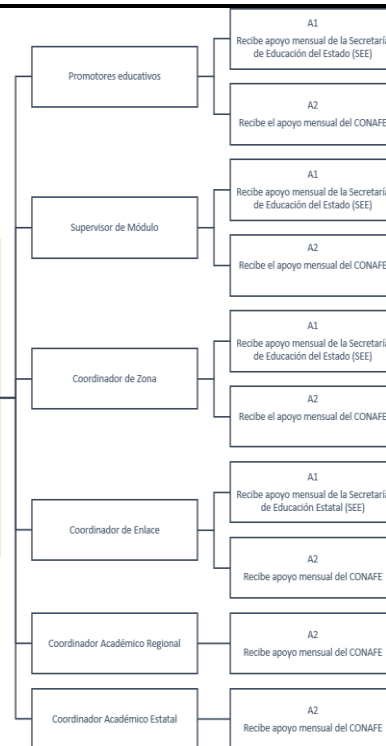 Promotores educativos
A1
Recibe apoyo mensual de la Secretaría
de Educación del Estado (SEE)
A2
Recibe el apoyo mensual del CONAFE
Supervisor de Módulo
A1
Recibe apoyo mensual de la Secretaría
de Educación del Estado (SEE)
A2
Recibe el apoyo mensual del CONAFE
Coordinador de Zona
A1
Recibe apoyo mensual de la Secretaría
de Educación del Estado (SEE)
A2
Recibe el apoyo mensual del CONAFE
Coordinador de Enlace
A1
Recibe apoyo mensual de la Secretaría
de Educación Estatal (SEE)
A2
Recibe apoyo mensual del CONAFE
Coordinador Académico Regional
A2
Recibe apoyo mensual del CONAFE
Coordinador Académico Estatal
A2
Recibe apoyo mensual del CONAFE